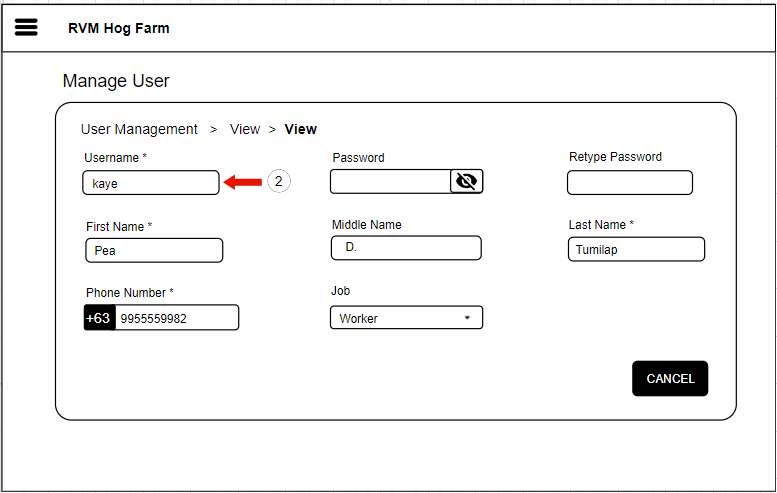 RVM Hog Farm
Manage User
User Management > View > View
Username * Password Retype Password
kaye 2
First Name * Middle Name Last Name *
Pea D. Tumilap
Phone Number * Job
+63 9955559982 Worker
CANCEL